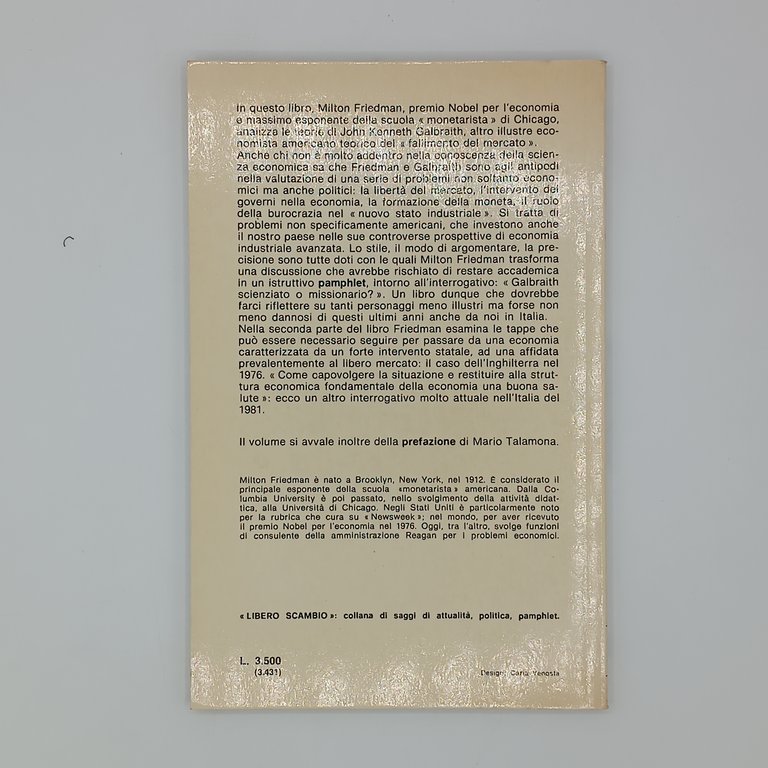 In questo libro, Milton Friedman, premio Nobel per l'economia
e massimo esponente della scuola « monetarista » di Chicago,
analizza le teorie di John Kenneth Galbraith, altro illustre eco-
nomista americano teorico del « fallimento del mercato ».
Anche chi non è molto addentro nella conoscenza della scien-
za economica sa che Friedman e Galbraith sono agli antipodi
nella valutazione di una serie di problemi non soltanto econo-
mici ma anche politici: la libertà del mercato, l'intervento dei
governi nella economia, la formazione della moneta, il ruolo
della burocrazia nel « nuovo stato industriale ». Si tratta di
problemi non specificamente americani, che investono anche
il nostro paese nelle sue controverse prospettive di economia
industriale avanzata. Lo stile, il modo di argomentare, la pre-
cisione sono tutte doti con le quali Milton Friedman trasforma
una discussione che avrebbe rischiato di restare accademica
in un istruttivo pamphlet, intorno all'interrogativo: « Galbraith
scienziato o missionario? ». Un libro dunque che dovrebbe
farci riflettere su tanti personaggi meno illustri ma forse non
meno dannosi di questi ultimi anni anche da noi in Italia.
Nella seconda parte del libro Friedman esamina le tappe che
può essere necessario seguire per passare da una economia
caratterizzata da un forte intervento statale, ad una affidata
prevalentemente al libero mercato: il caso dell'Inghilterra nel
1976. « Come capovolgere la situazione e restituire alla strut-
tura economica fondamentale della economia una buona sa-
lute »: ecco un altro interrogativo molto attuale nell'Italia del
1981.
Il volume si avvale inoltre della prefazione di Mario Talamona.
Milton Friedman è nato a Brooklyn, New York, nel 1912. È considerato il
principale esponente della scuola «monetarista» americana. Dalla Co-
lumbia University è poi passato, nello svolgimento della attività didat-
tica, alla Università di Chicago. Negli Stati Uniti è particolarmente noto
per la rubrica che cura su « Newsweek »; nel mondo, per aver ricevuto
il premio Nobel per l'economia nel 1976. Oggi, tra l'altro, svolge funzioni
di consulente della amministrazione Reagan per i problemi economici.
« LIBERO SCAMBIO »: collana di saggi di attualità, politica, pamphlet.
L. 3.500
(3.431)
Design: Carlo Venosta